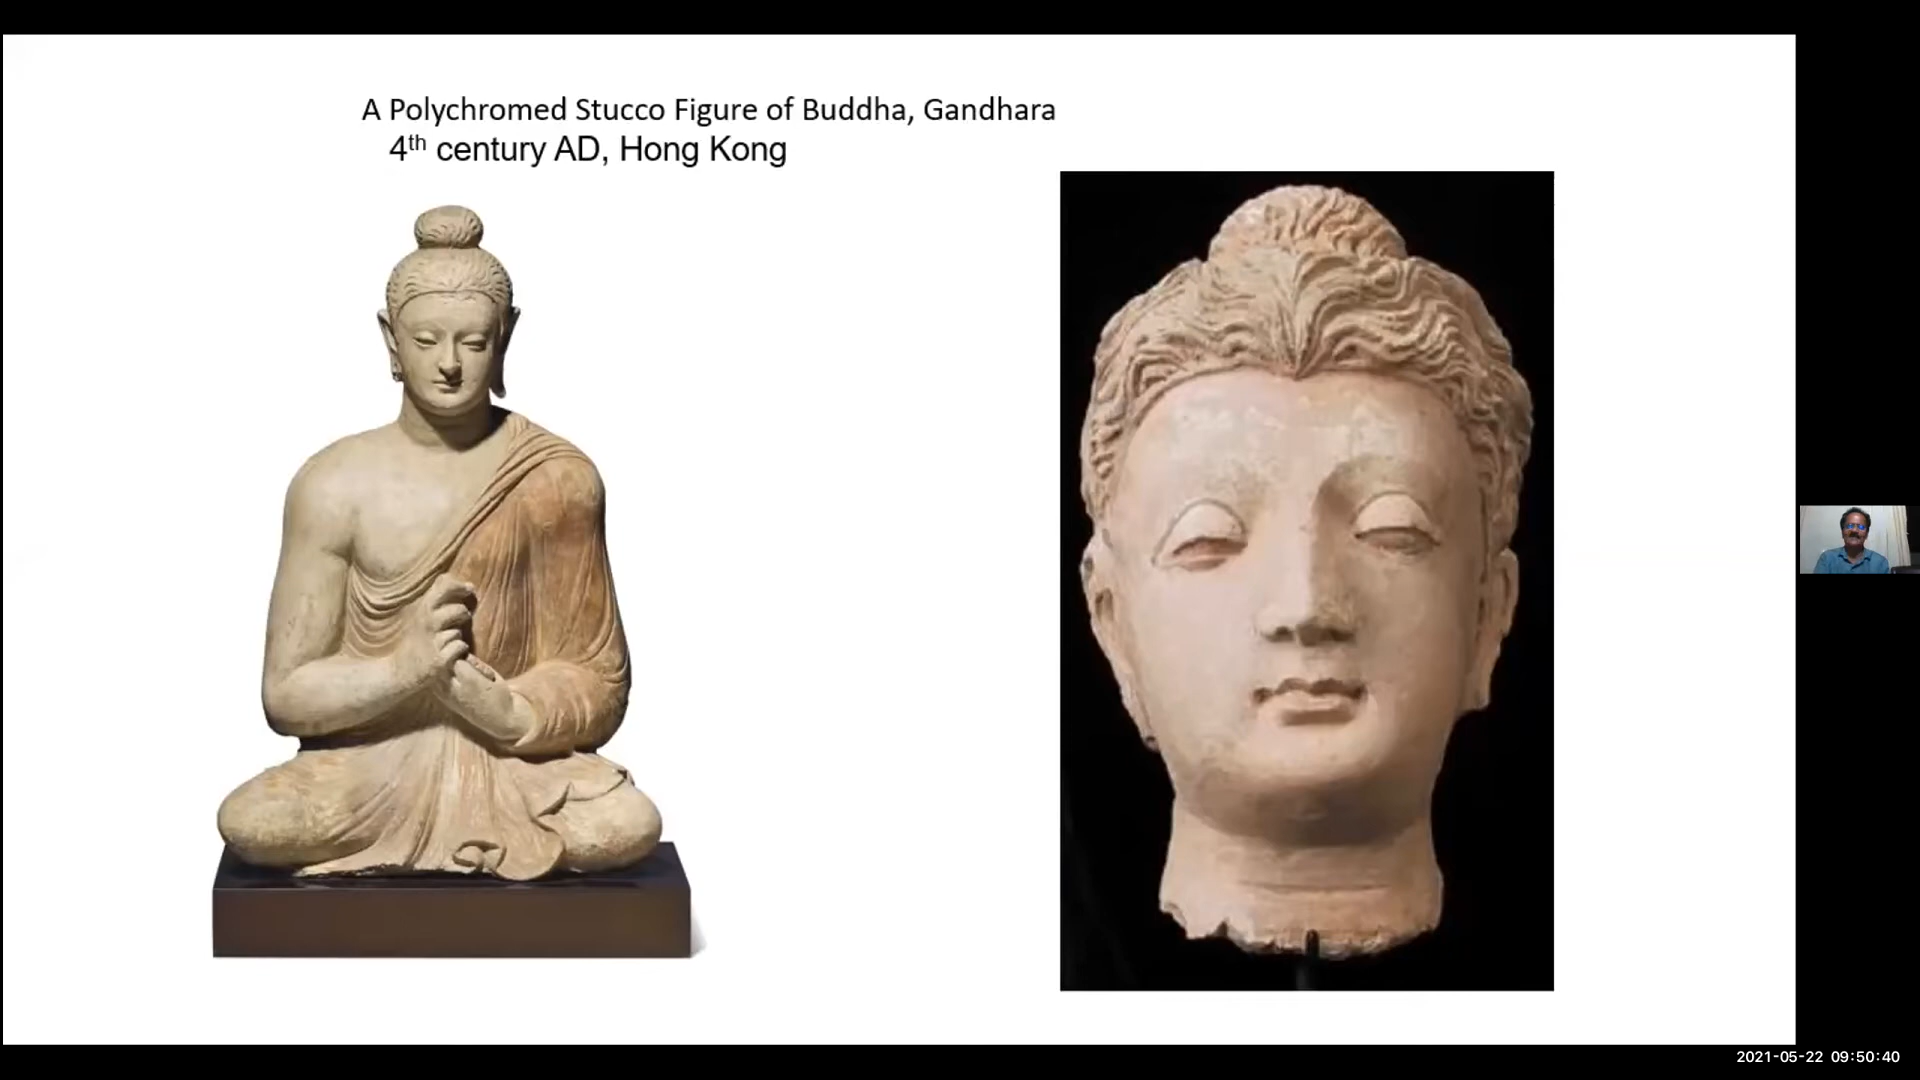 A Polychromed Stucco Figure of Buddha, Gandhara
4th century AD, Hong Kong
2021-05-22 09:50:40